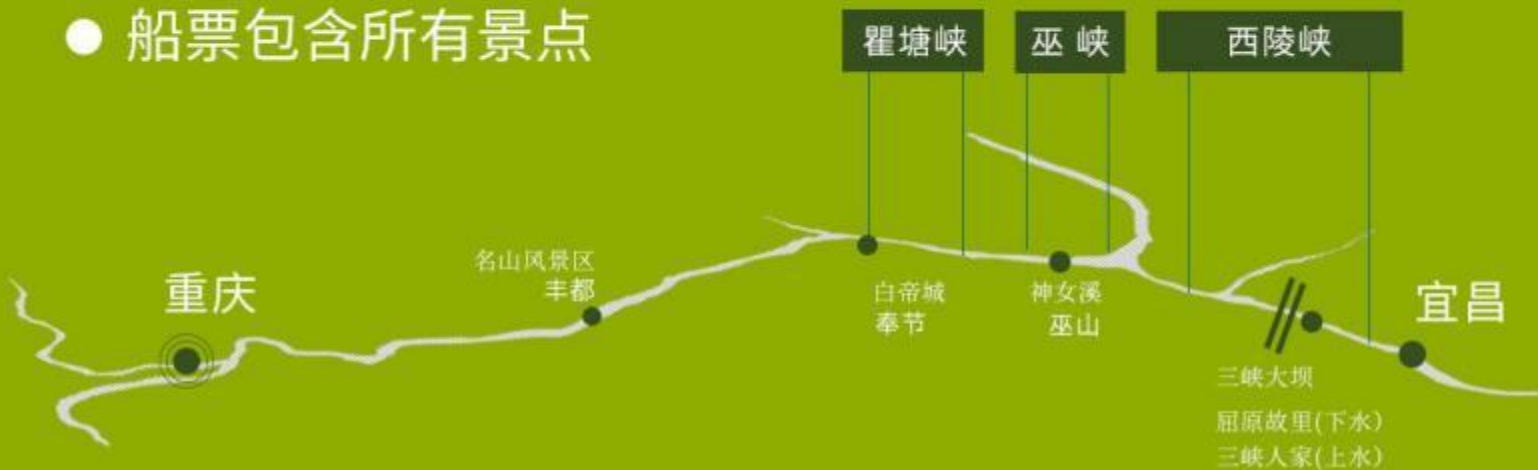 船票包含所有景点
瞿塘峡
巫 峡
西陵峡
重庆
名山风景区
丰都
白帝城
奉节
神女溪
巫山
宜昌
三峡大坝
屈原故里(下水)
三峡人家(上水)